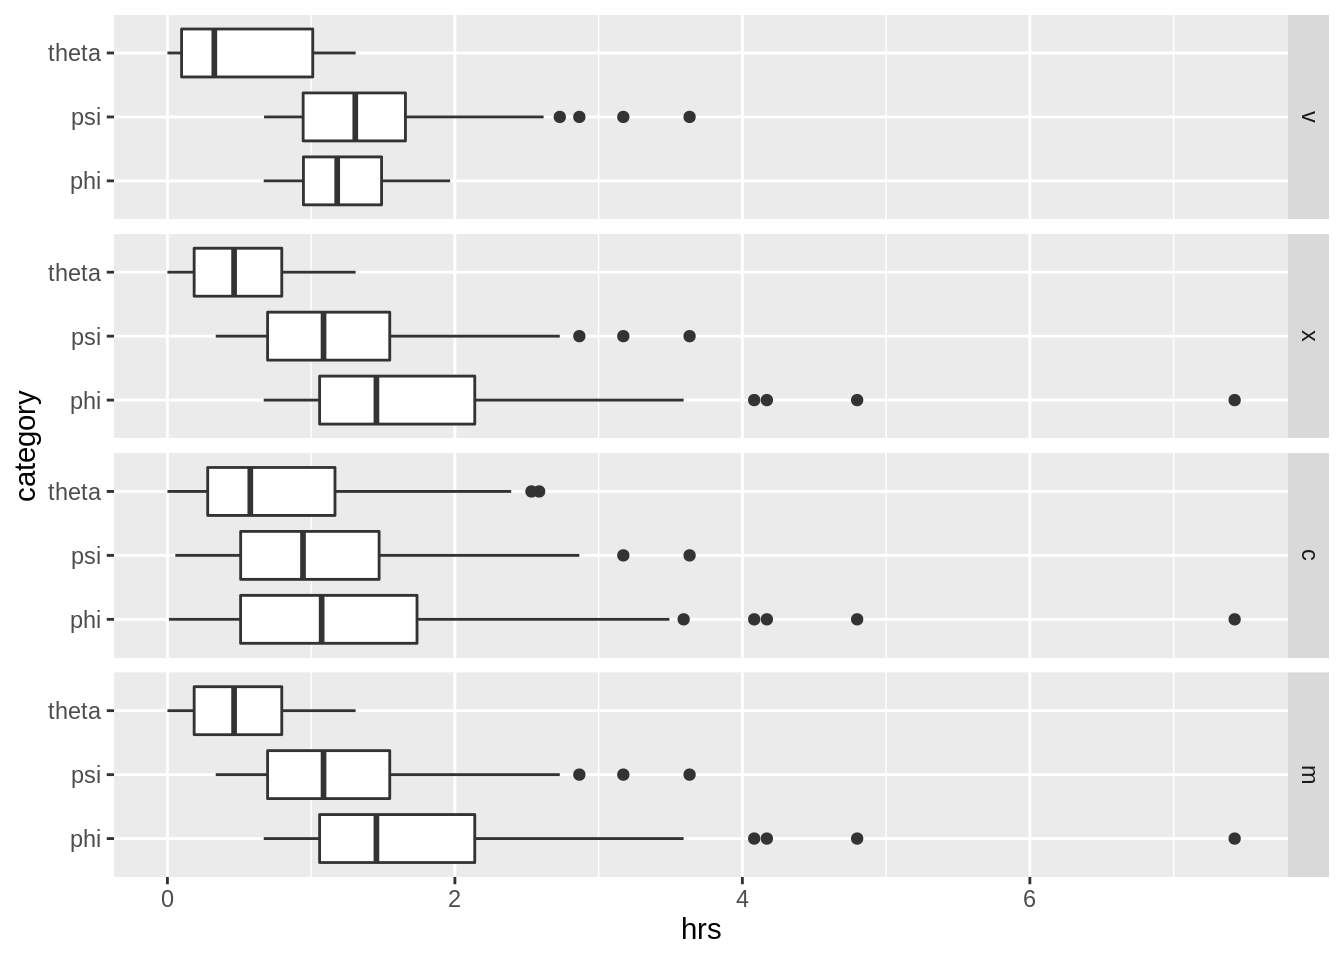 theta
psi
phi
v
theta
psi
phi
x
theta
psi
phi
c
theta
psi
phi
m
category
0 2 4 6
hrs